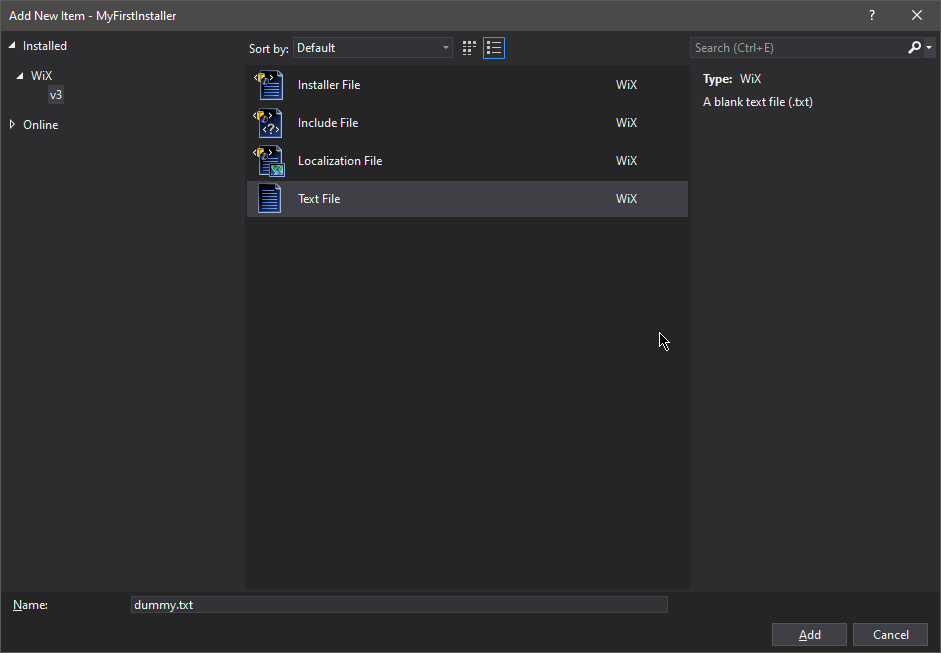 Add New Item - MyFirstInstaller ?
Installed
WiX
v3
Online
Sort by: Default
Installer File WiX
Include File WiX
Localization File WiX
Text File WiX
Search (Ctrl+E)
Type: WiX
A blank text file (.txt)
Name: dummy.txt
Add Cancel